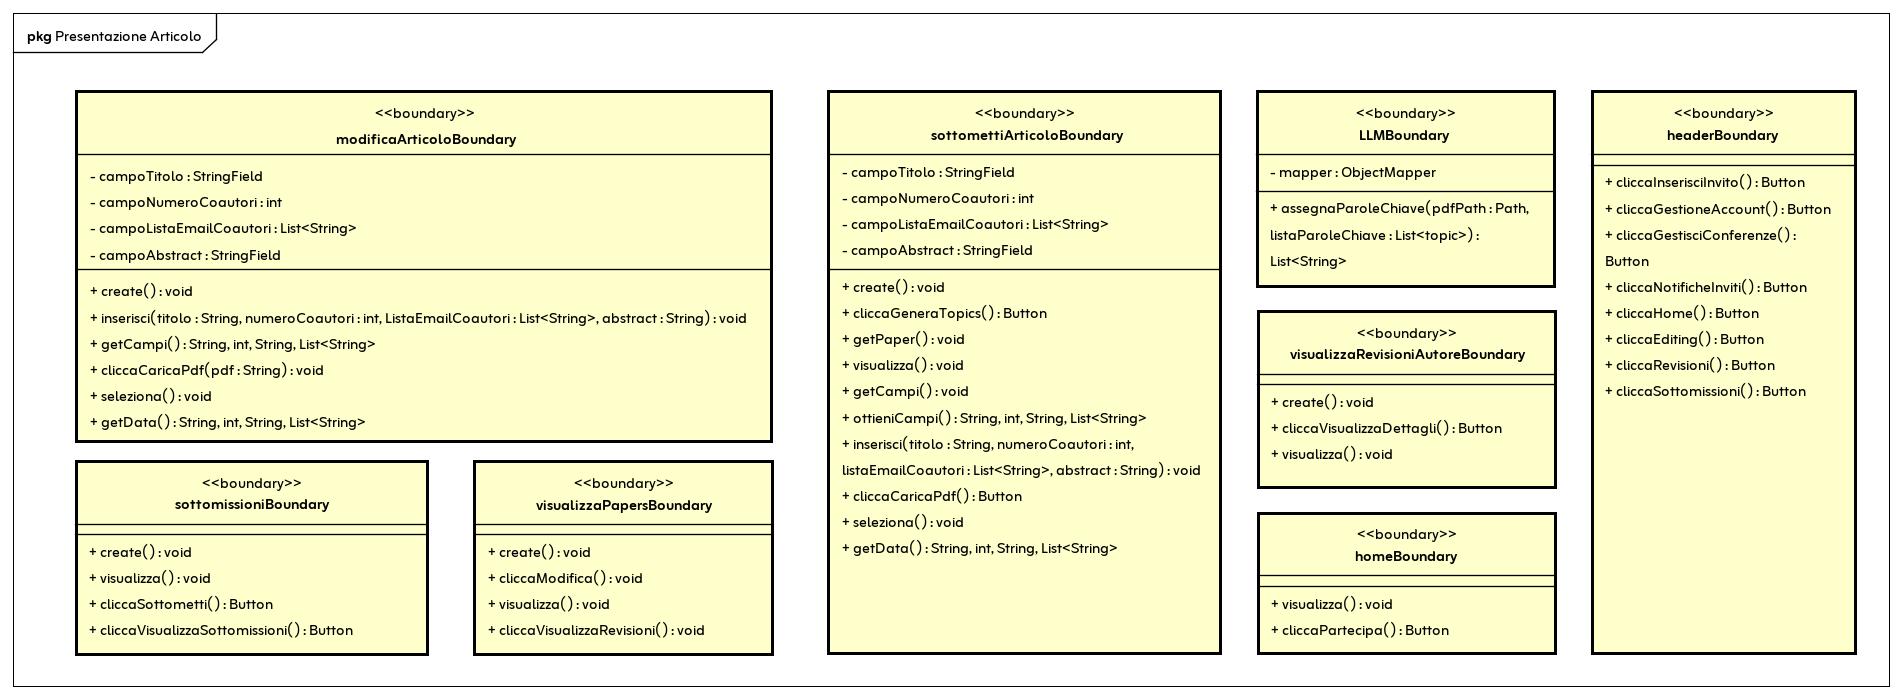 pkg Presentazione Articolo
<<boundary>>
modificaArticoloBoundary
- campoTitolo : StringField
- campoNumeroCoautori : int
- campoListaEmailCoautori : List<String>
- campoAbstract : StringField
+ create() : void
+ inserisci(titolo : String, numeroCoautori : int, ListaEmailCoautori : List<String>, abstract : String) : void
+ getCampi() : String, int, String, List<String>
+ cliccaCaricaPdf(pdf : String) : void
+ seleziona() : void
+ getData() : String, int, String, List<String>
<<boundary>>
sottomissioniBoundary
+ create() : void
+ visualizza() : void
+ cliccaSottometti() : Button
+ cliccaVisualizzaSottomissioni() : Button
<<boundary>>
visualizzaPapersBoundary
+ create() : void
+ cliccaModifica() : void
+ visualizza() : void
+ cliccaVisualizzaRevisioni() : void
<<boundary>>
sottomettiArticoloBoundary
- campoTitolo : StringField
- campoNumeroCoautori : int
- campoListaEmailCoautori : List<String>
- campoAbstract : StringField
+ create() : void
+ cliccaGeneraTopics() : Button
+ getPaper() : void
+ visualizza() : void
+ getCampi() : void
+ ottieniCampi() : String, int, String, List<String>
+ inserisci(titolo : String, numeroCoautori : int,
listaEmailCoautori : List<String>, abstract : String) : void
+ cliccaCaricaPdf() : Button
+ seleziona() : void
+ getData() : String, int, String, List<String>
<<boundary>>
LLMBoundary
- mapper : ObjectMapper
+ assegnaParoleChiave(pdfPath : Path,
listaParoleChiave : List<topic>) :
List<String>
<<boundary>>
visualizzaRevisioniAutoreBoundary
+ create() : void
+ cliccaVisualizzaDettagli() : Button
+ visualizza() : void
<<boundary>>
homeBoundary
+ visualizza() : void
+ cliccaPartecipa() : Button
<<boundary>>
headerBoundary
+ cliccaInserisciInvito() : Button
+ cliccaGestioneAccount() : Button
+ cliccaGestisciConferenze() :
Button
+ cliccaNotificheInviti() : Button
+ cliccaHome() : Button
+ cliccaEditing() : Button
+ cliccaRevisioni() : Button
+ cliccaSottomissioni() : Button